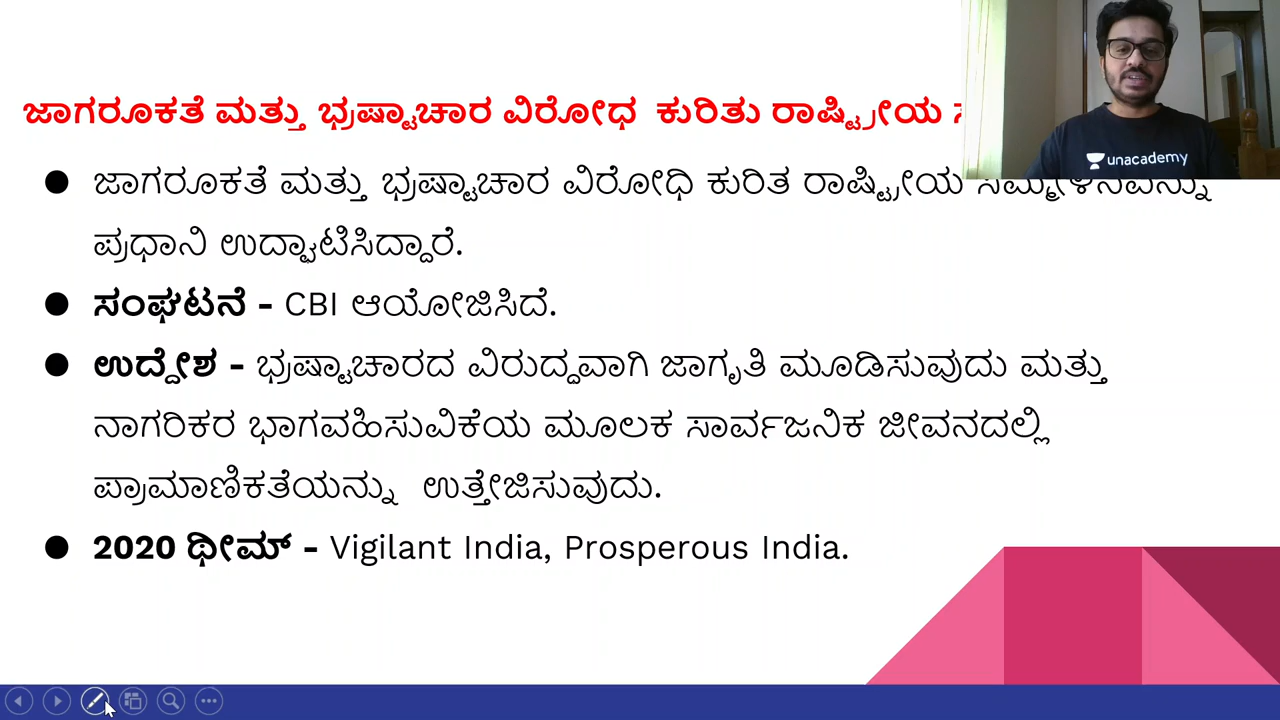 ಜಾಗರೂಕತೆ ಮತ್ತು ಭ್ರಷ್ಟಾಚಾರ ವಿರೋಧ ಕುರಿತು ರಾಷ್ಟ್ರೀಯ
unacademy
ಜಾಗರೂಕತೆ ಮತ್ತು ಭ್ರಷ್ಟಾಚಾರ ವಿರೋಧಿ ಕುರಿತ ರಾಷ್ಟ್ರೀಯ
ಪ್ರಧಾನಿ ಉದ್ಘಾಟಿಸಿದ್ದಾರೆ.
ಸಂಘಟನೆ - CBI ಆಯೋಜಿಸಿದೆ.
ಉದ್ದೇಶ - ಭ್ರಷ್ಟಾಚಾರದ ವಿರುದ್ದವಾಗಿ ಜಾಗೃತಿ ಮೂಡಿಸುವುದು ಮತ್ತು
ನಾಗರಿಕರ ಭಾಗವಹಿಸುವಿಕೆಯ ಮೂಲಕ ಸಾರ್ವಜನಿಕ ಜೀವನದಲ್ಲಿ
ಪ್ರಾಮಾಣಿಕತೆಯನ್ನು ಉತ್ತೇಜಿಸುವುದು.
2020 ಥೀಮ್ - Vigilant India, Prosperous India.